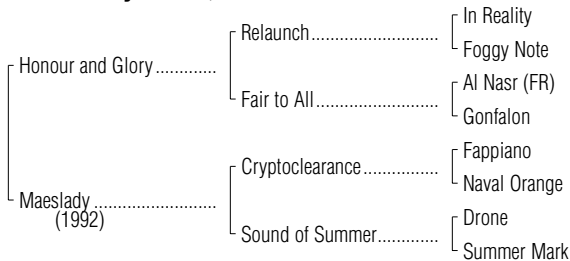 In Reality
Relaunch..................
Foggy Note
Honour and Glory.............
Al Nasr (FR)
Fair to All..................
Gonfalon
Fappiano
Cryptoclearance................
Naval Orange
Maeslady..........................
(1992)
Drone
Sound of Summer.............
Summer Mark